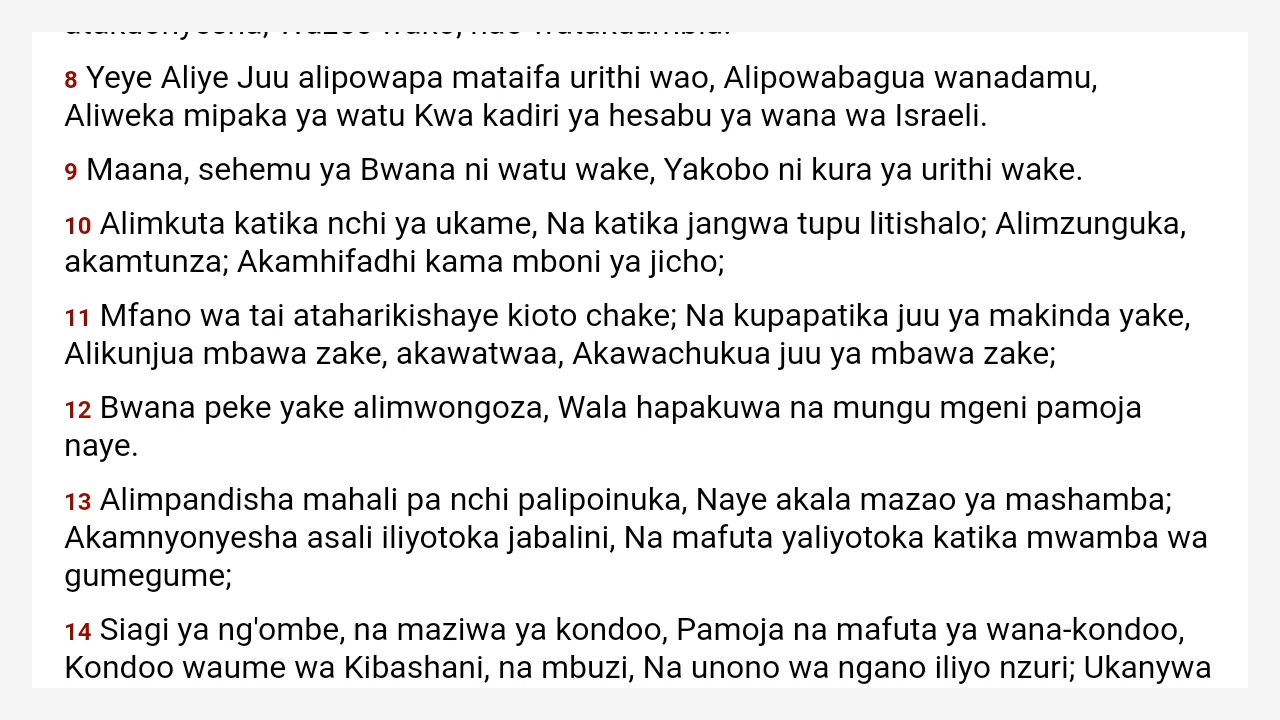 8 Yeye Aliye Juu alipowapa mataifa urithi wao, Alipowabagua wanadamu,
Aliweka mipaka ya watu Kwa kadiri ya hesabu ya wana wa Israeli.
9 Maana, sehemu ya Bwana ni watu wake, Yakobo ni kura ya urithi wake.
10 Alimkuta katika nchi ya ukame, Na katika jangwa tupu litishalo; Alimzunguka,
akamtunza; Akamhifadhi kama mboni ya jicho;
11 Mfano wa tai ataharikishaye kioto chake; Na kupapatika juu ya makinda yake,
Alikunjua mbawa zake, akawatwaa, Akawachukua juu ya mbawa zake;
12 Bwana peke yake alimwongoza, Wala hapakuwa na mungu mgeni pamoja
naye.
13 Alimpandisha mahali pa nchi palipoinuka, Naye akala mazao ya mashamba;
Akamnyonyesha asali iliyotoka jabalini, Na mafuta yaliyotoka katika mwamba wa
gumegume;
14 Siagi ya ng'ombe, na maziwa ya kondoo, Pamoja na mafuta ya wana-kondoo,
Kondoo waume wa Kibashani, na mbuzi, Na unono wa ngano iliyo nzuri; Ukanywa